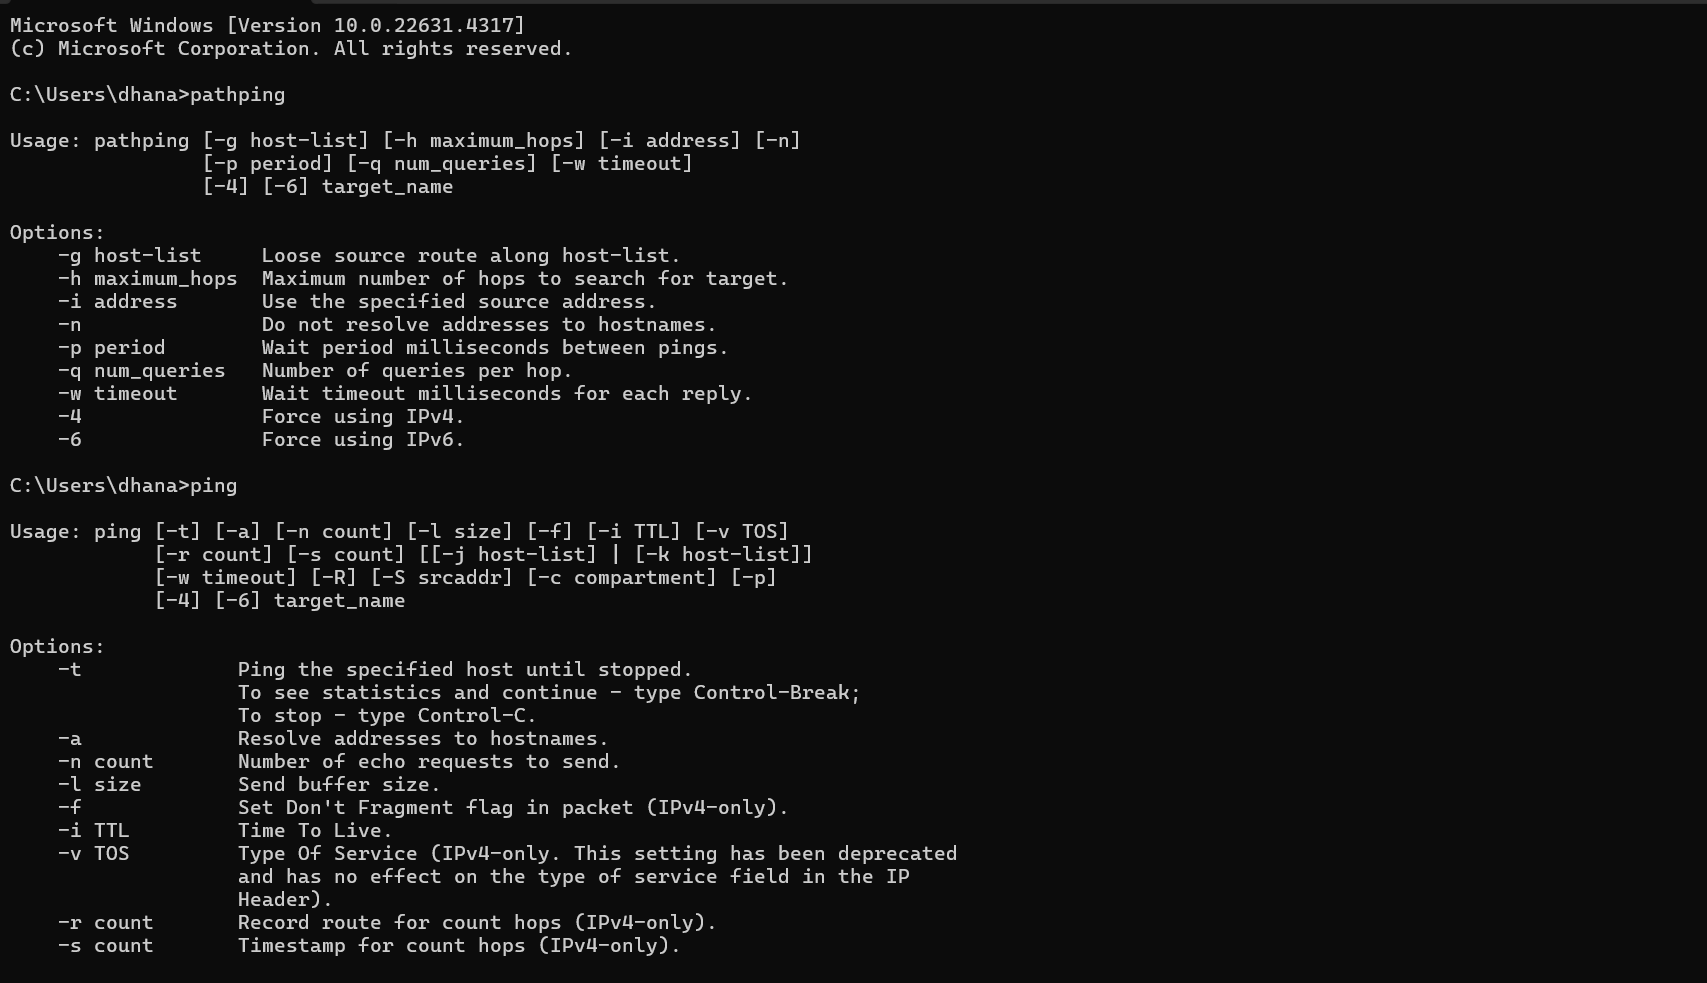 Microsoft Windows [Version 10.0.22631.4317]
(c) Microsoft Corporation. All rights reserved.

C:\Users\dhana>pathping

Usage: pathping [-g host-list] [-h maximum_hops] [-i address] [-n]
                [-p period] [-q num_queries] [-w timeout]
                [-4] [-6] target_name

Options:
    -g host-list     Loose source route along host-list.
    -h maximum_hops  Maximum number of hops to search for target.
    -i address       Use the specified source address.
    -n               Do not resolve addresses to hostnames.
    -p period        Wait period milliseconds between pings.
    -q num_queries   Number of queries per hop.
    -w timeout       Wait timeout milliseconds for each reply.
    -4               Force using IPv4.
    -6               Force using IPv6.

C:\Users\dhana>ping

Usage: ping [-t] [-a] [-n count] [-l size] [-f] [-i TTL] [-v TOS]
            [-r count] [-s count] [[-j host-list] | [-k host-list]]
            [-w timeout] [-R] [-S srcaddr] [-c compartment] [-p]
            [-4] [-6] target_name

Options:
    -t             Ping the specified host until stopped.
                   To see statistics and continue - type Control-Break;
                   To stop - type Control-C.
    -a             Resolve addresses to hostnames.
    -n count       Number of echo requests to send.
    -l size        Send buffer size.
    -f             Set Don't Fragment flag in packet (IPv4-only).
    -i TTL         Time To Live.
    -v TOS         Type Of Service (IPv4-only. This setting has been deprecated
                   and has no effect on the type of service field in the IP
                   Header).
    -r count       Record route for count hops (IPv4-only).
    -s count       Timestamp for count hops (IPv4-only).